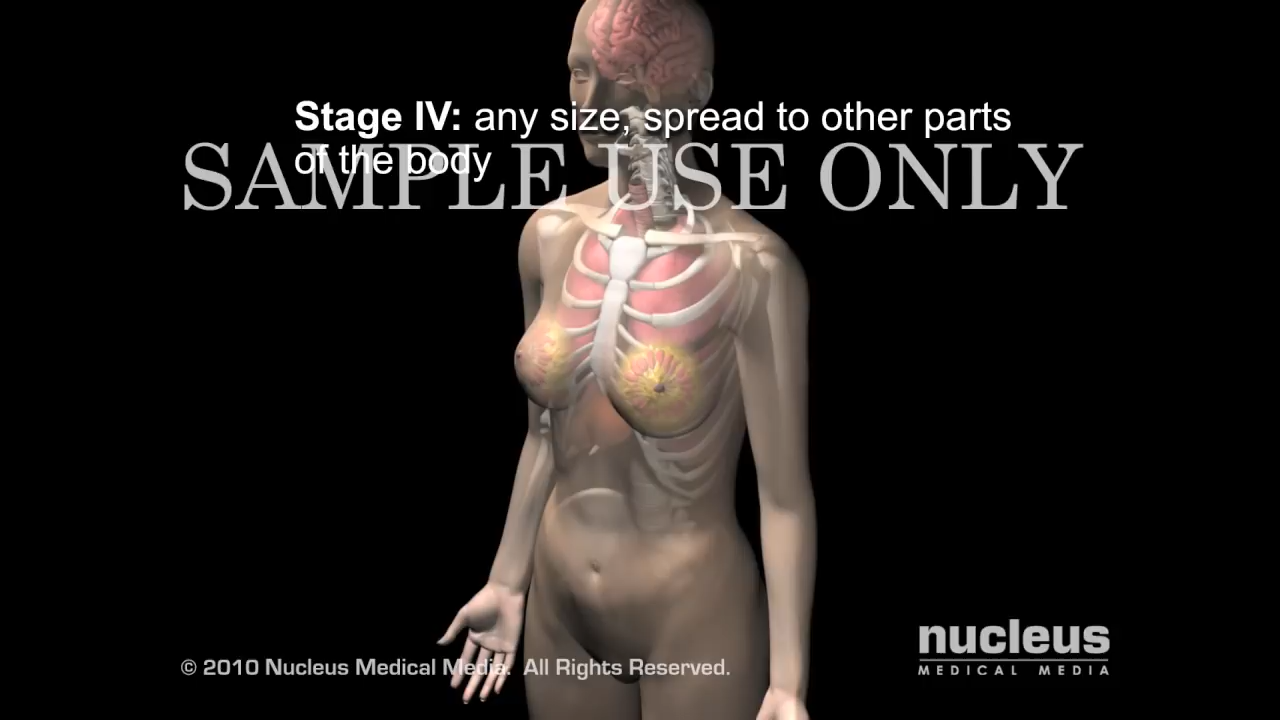 Stage IV: any size, spread to other parts
of the body
SAMPLE USE ONLY
nucleus
MEDICAL MEDIA
© 2010 Nucleus Medical Media. All Rights Reserved.